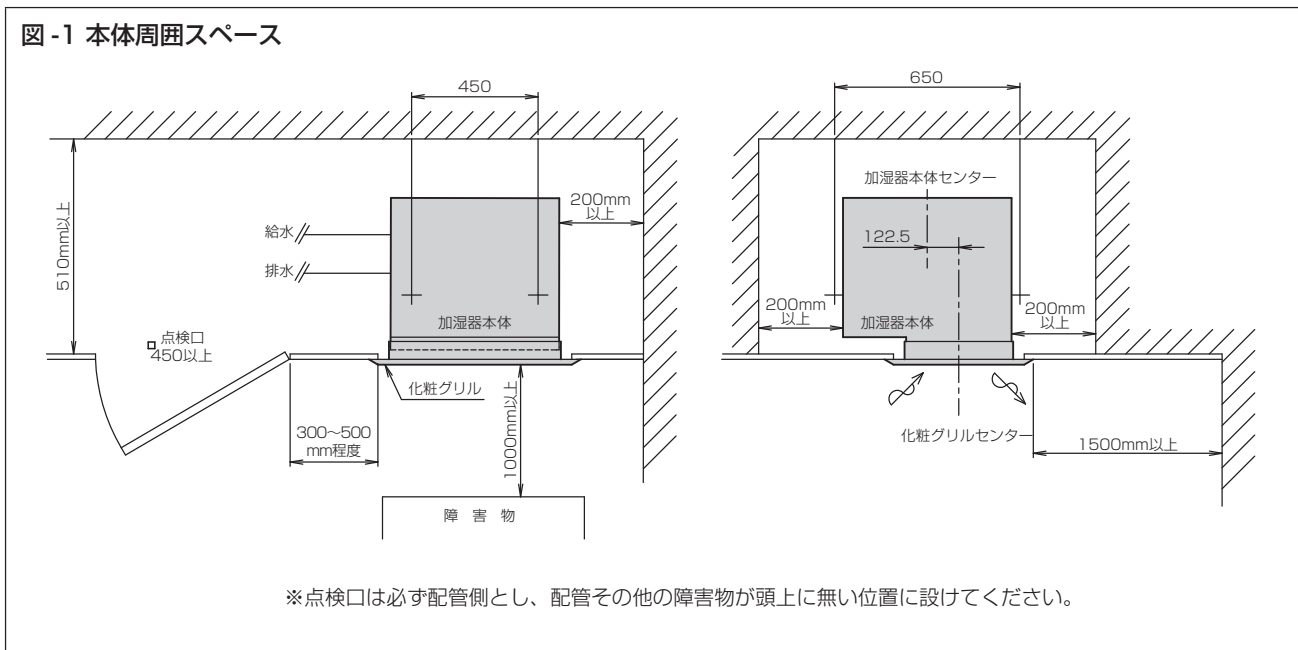 図-1 本体周囲スペース
450
510mm以上
給水
排水
200mm
以上
加湿器本体
点検口
450以上
化粧グリル
300〜500
mm程度
1000mm以上
障 害 物
650
加湿器本体センター
122.5
200mm
以上
加湿器本体
200mm
以上
化粧グリルセンター
1500mm以上
※点検口は必ず配管側とし、配管その他の障害物が頭上に無い位置に設けてください。